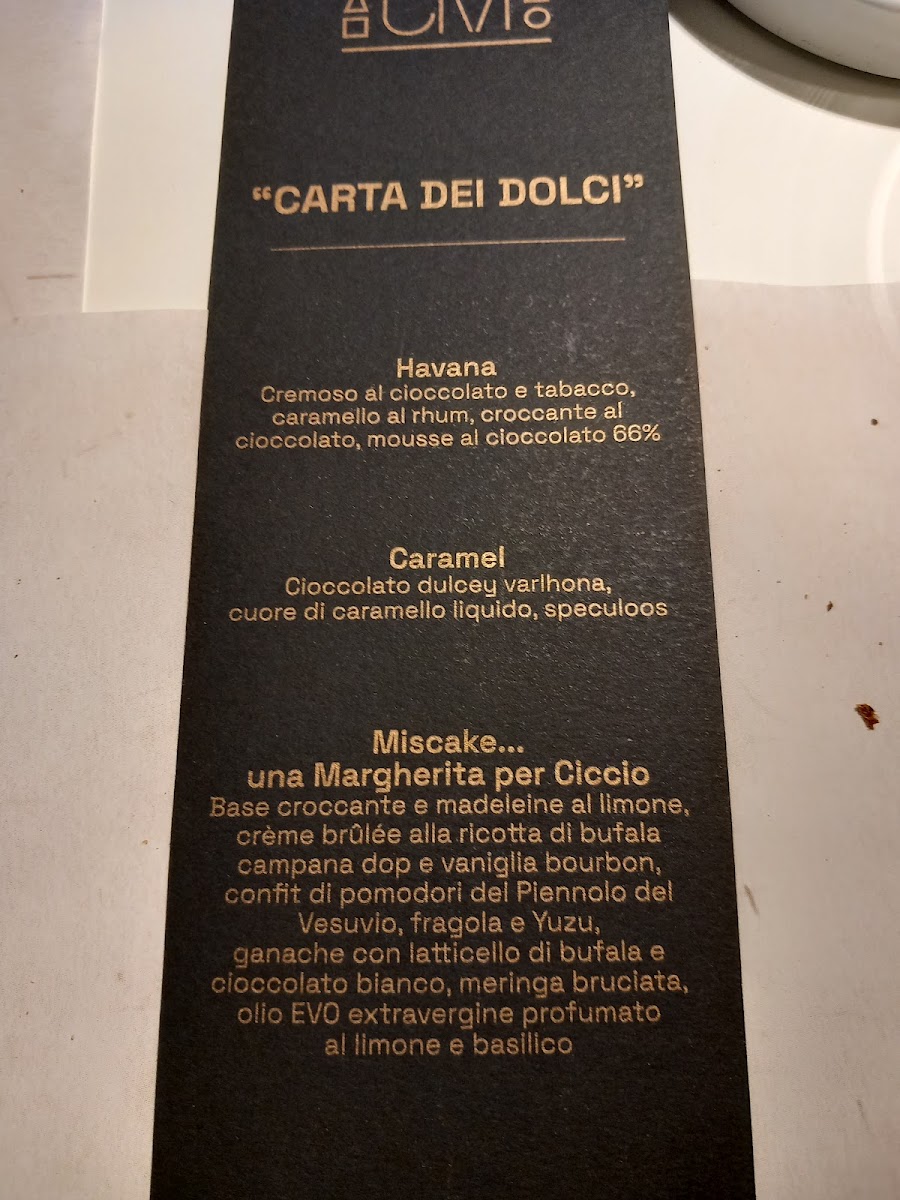 “CARTA DEI DOLCI”
Havana
Cremoso al cioccolato e tabacco,
caramello al rhum, croccante al
cioccolato, mousse al cioccolato 66%
Caramel
Cioccolato dulcey varlhona,
cuore di caramello liquido, speculoos
Miscake...
una Margherita per Ciccio
Base croccante e madeleine al limone,
crème brûlée alla ricotta di bufala
campana dop e vaniglia bourbon,
confit di pomodori del Piennolo del
Vesuvio, fragola e Yuzu,
ganache con latticello di bufala e
cioccolato bianco, meringa bruciata,
olio EVO extravergine profumato
al limone e basilico